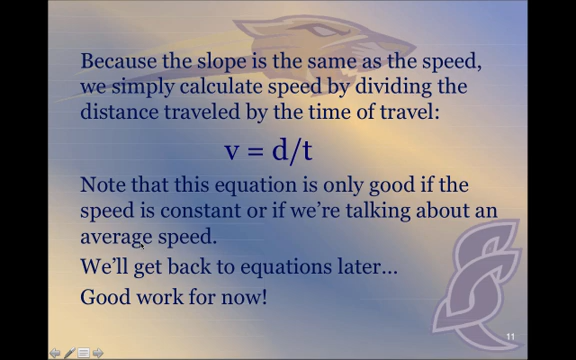 Because the slope is the same as the speed,
we simply calculate speed by dividing the
distance traveled by the time of travel:
v = d/t
Note that this equation is only good if the
speed is constant or if we’re talking about an
average speed.
We’ll get back to equations later…
Good work for now!
11